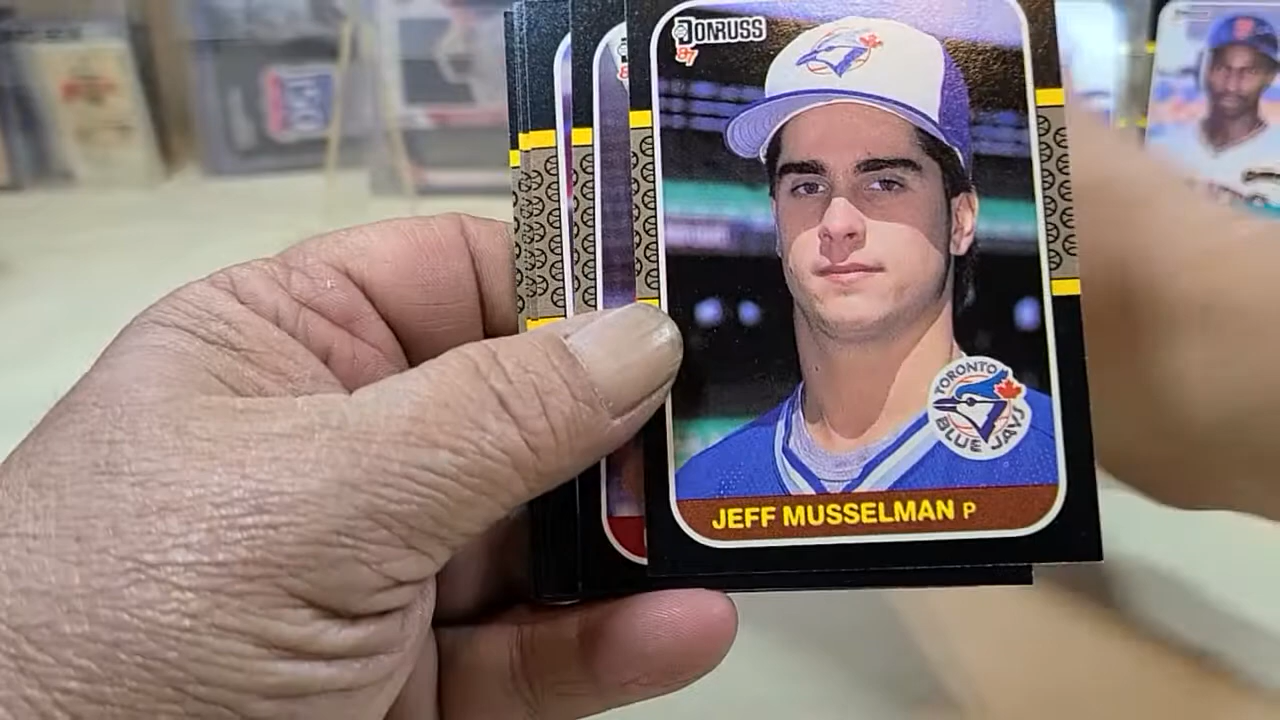 DONRUSS
87
TORONTO
BLUE JAYS
JEFF MUSSELMAN P